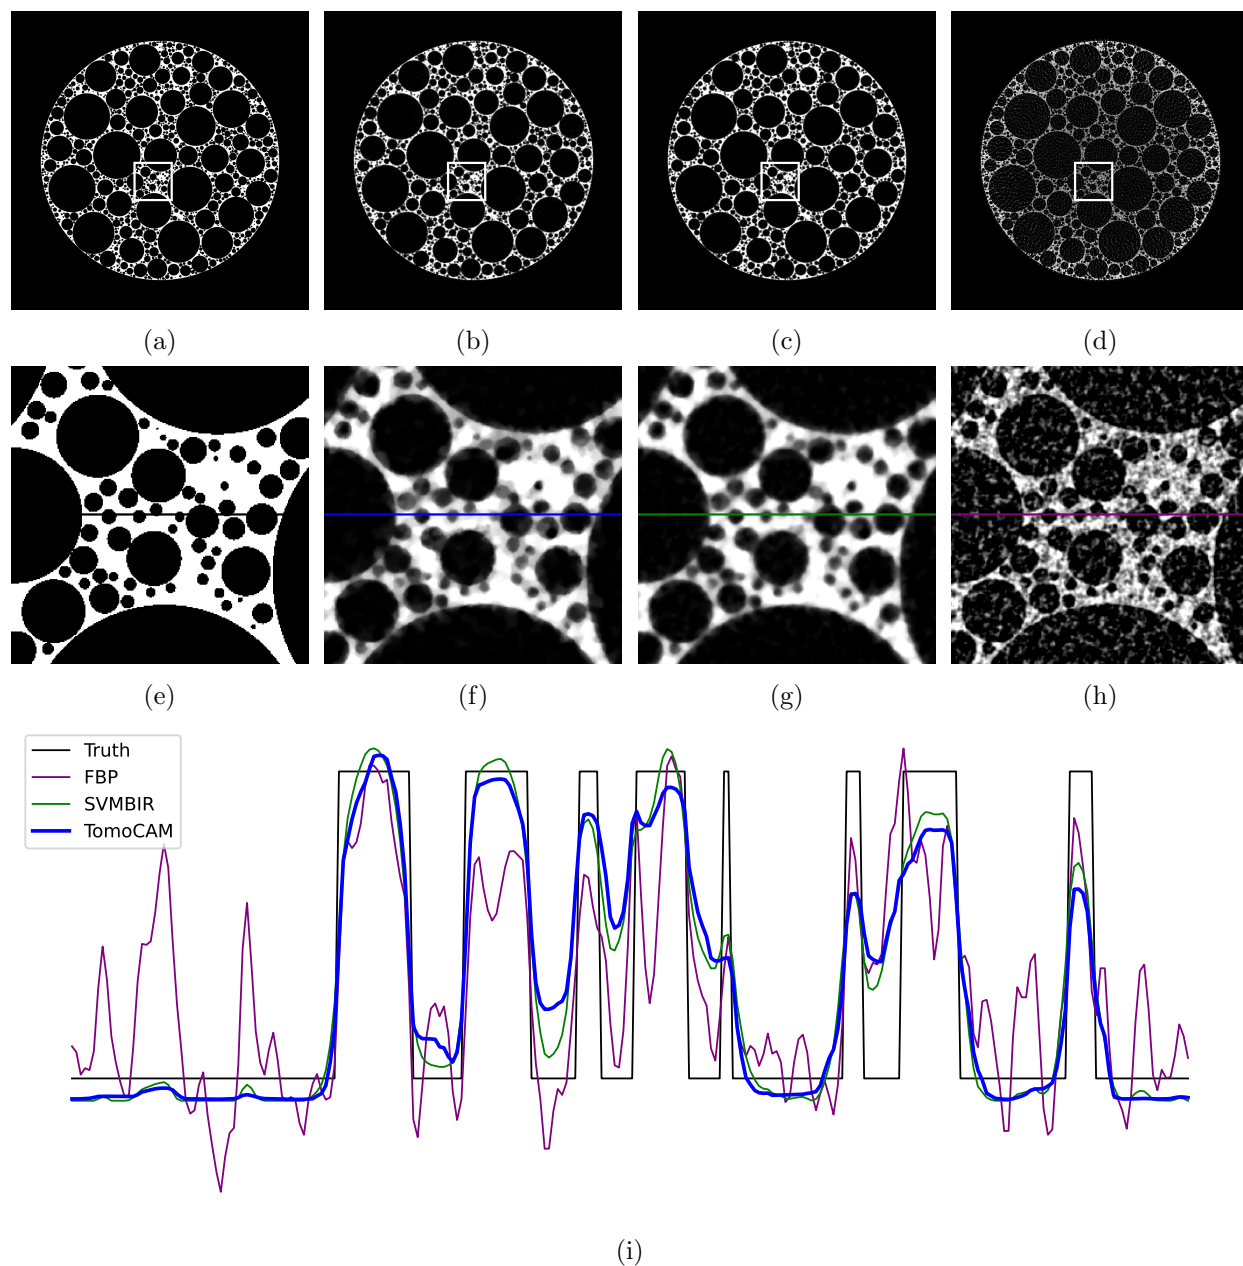 (a) (b) (c) (d)
(e) (f) (g) (h)
Truth
FBP
SVMBIR
TomoCAM
(i)